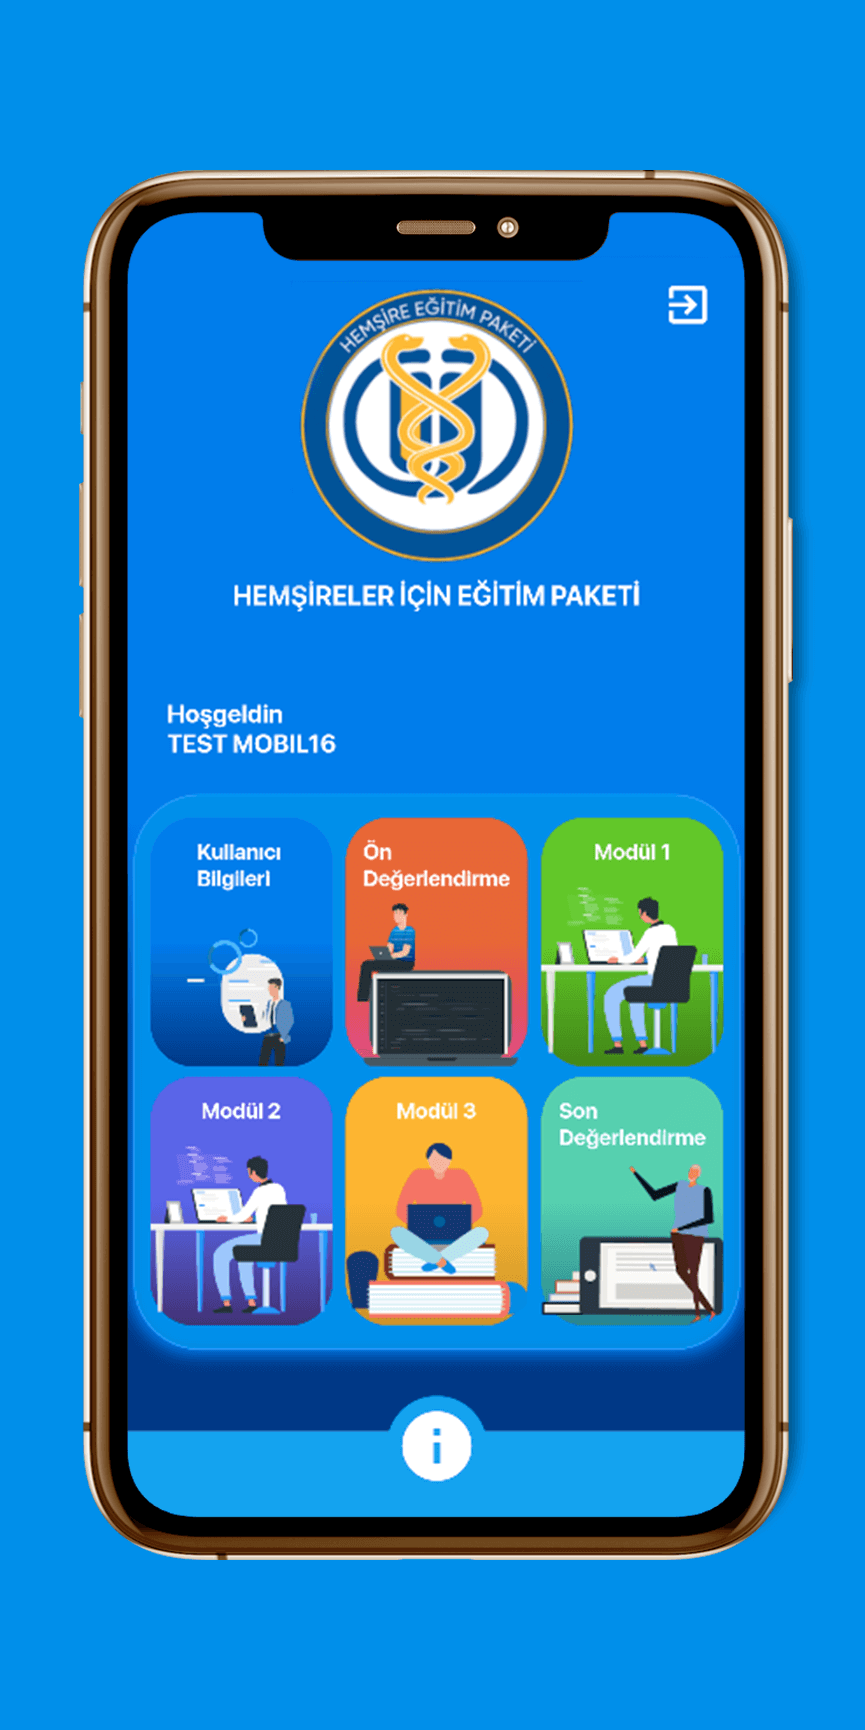 HEMŞİRE EĞİTİM PAKETİ
HEMŞİRELER İÇİN EĞİTİM PAKETİ
Hoşgeldin
TEST MOBIL16
Kullanıcı
Bilgileri
Ön
Değerlendirme
Modül 1
Modül 2
Modül 3
Son
Değerlendirme
i